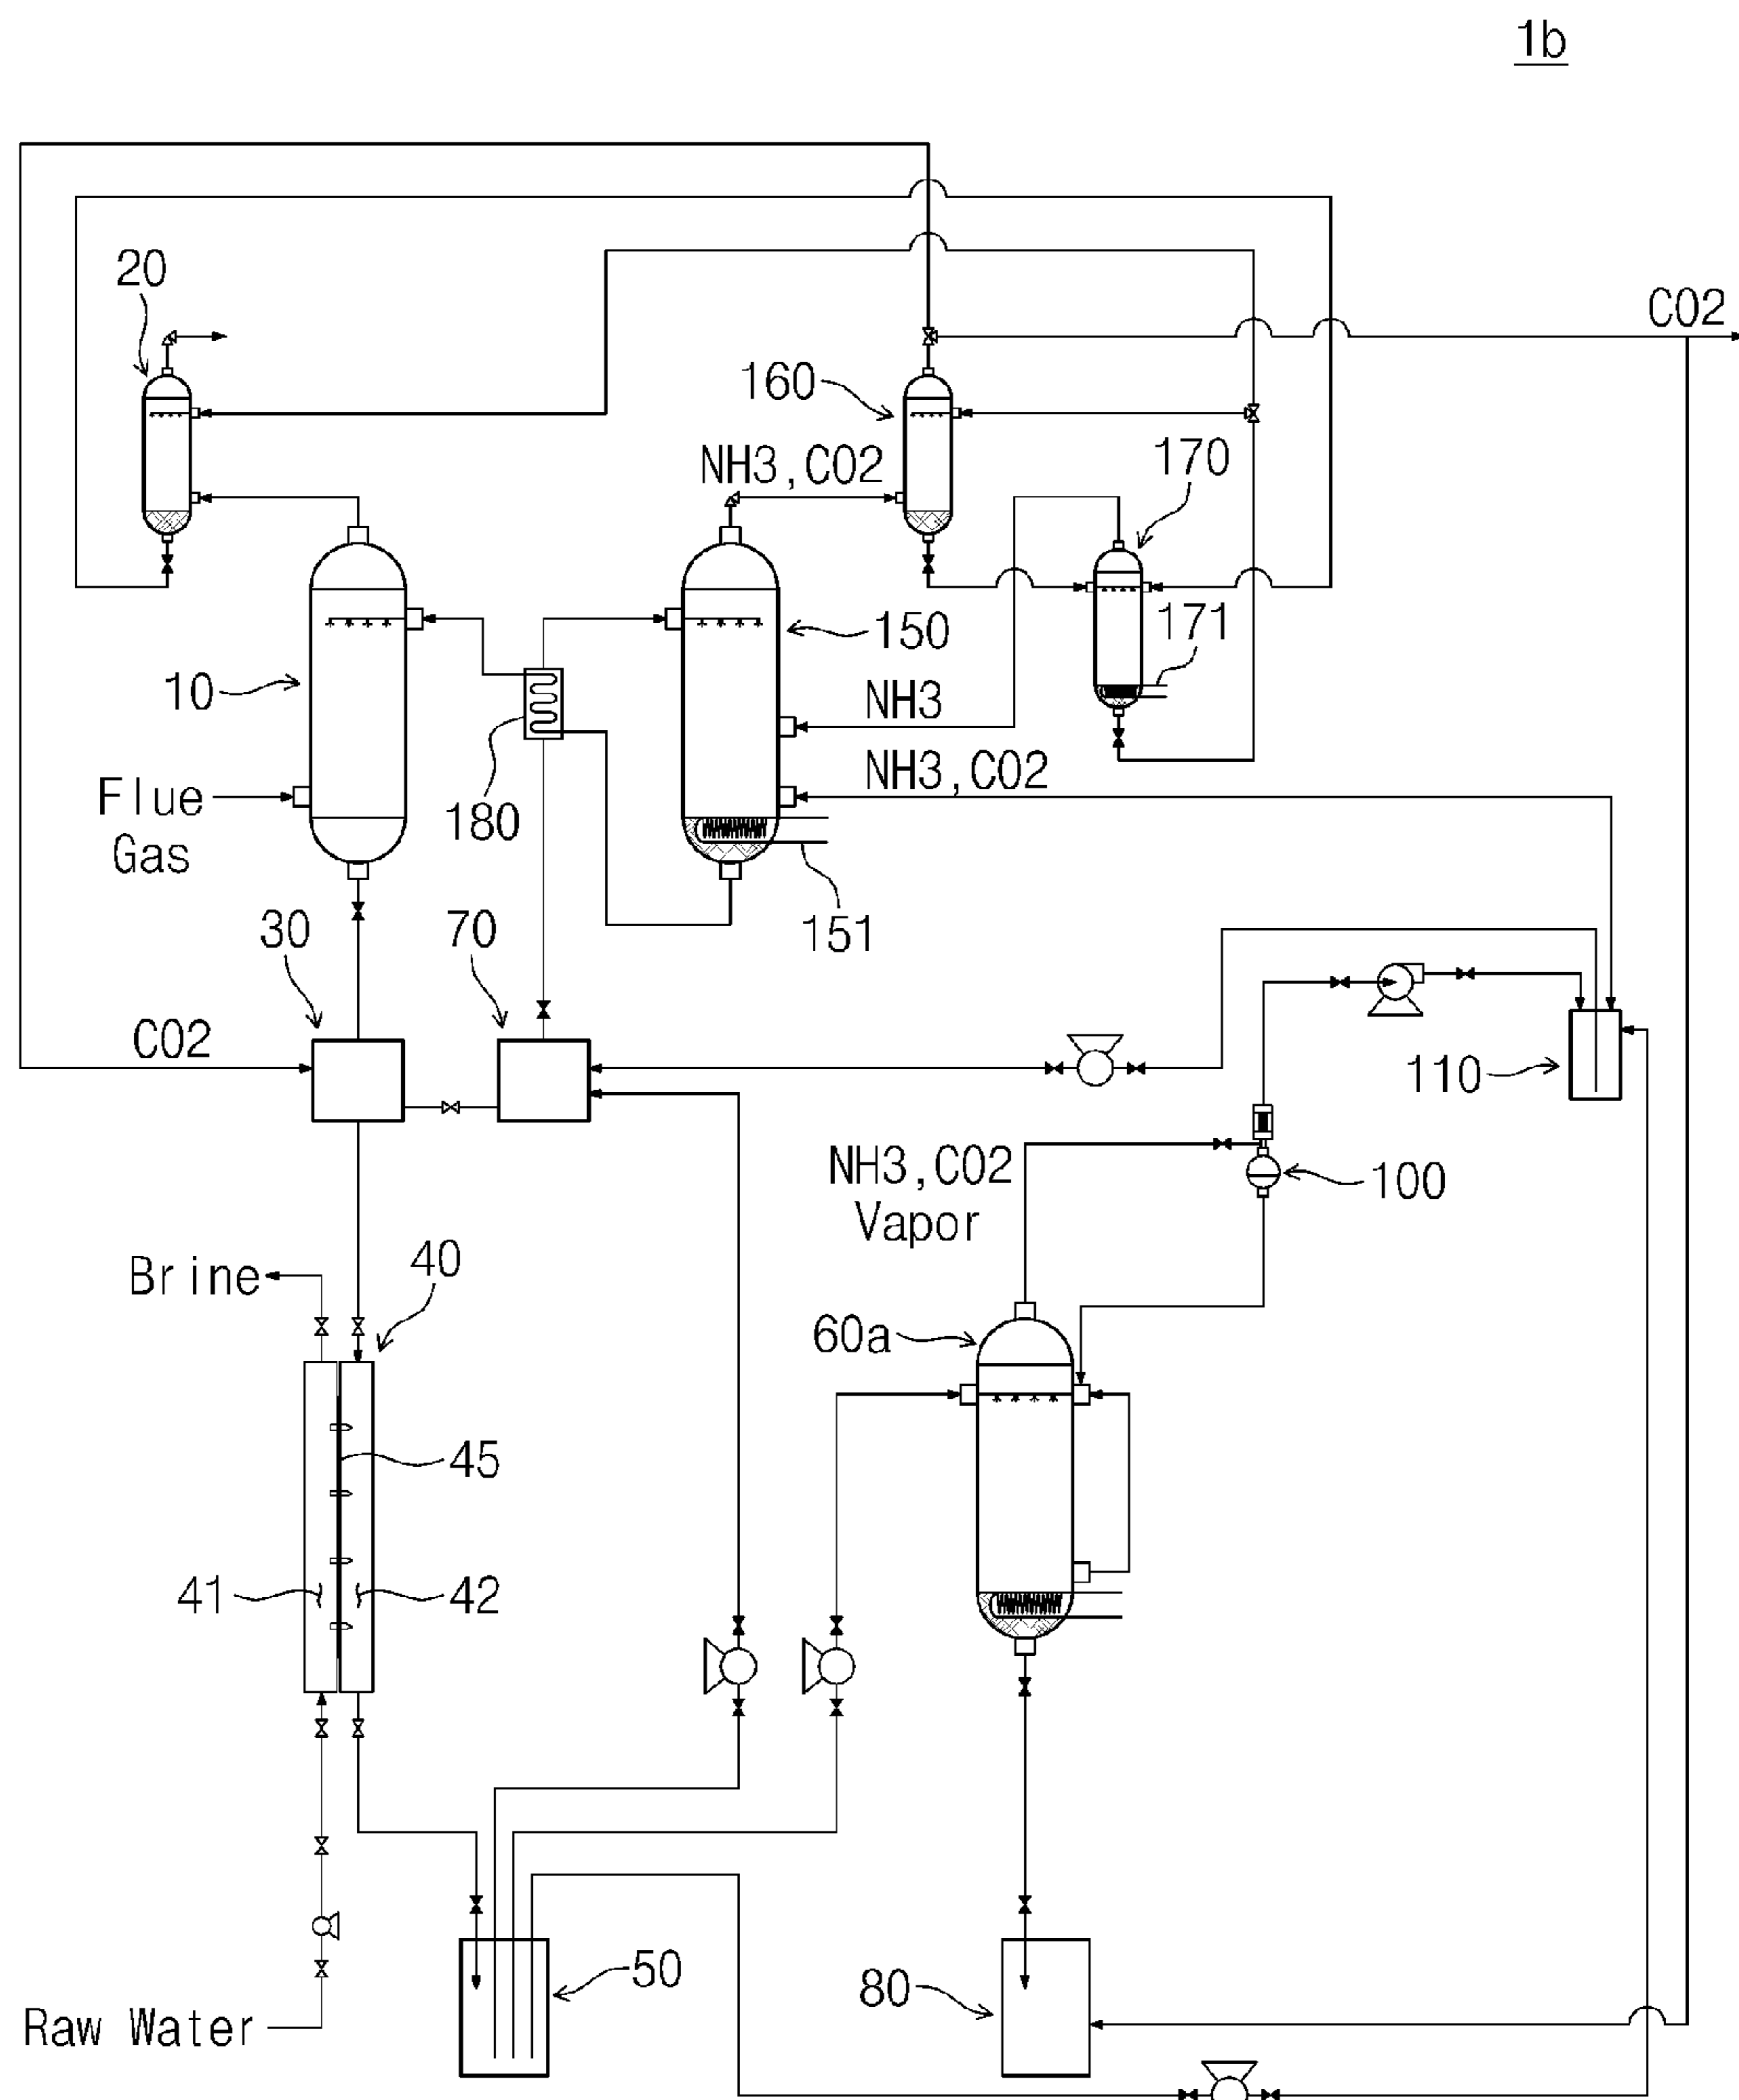 1b
20
CO2
160
NH3,CO2
170
150
171
10
NH3
NH3,CO2
Flue
Gas
180
151
30
70
CO2
110
NH3,CO2
Vapor
100
Brine
40
60a
45
41
42
50
80
Raw Water